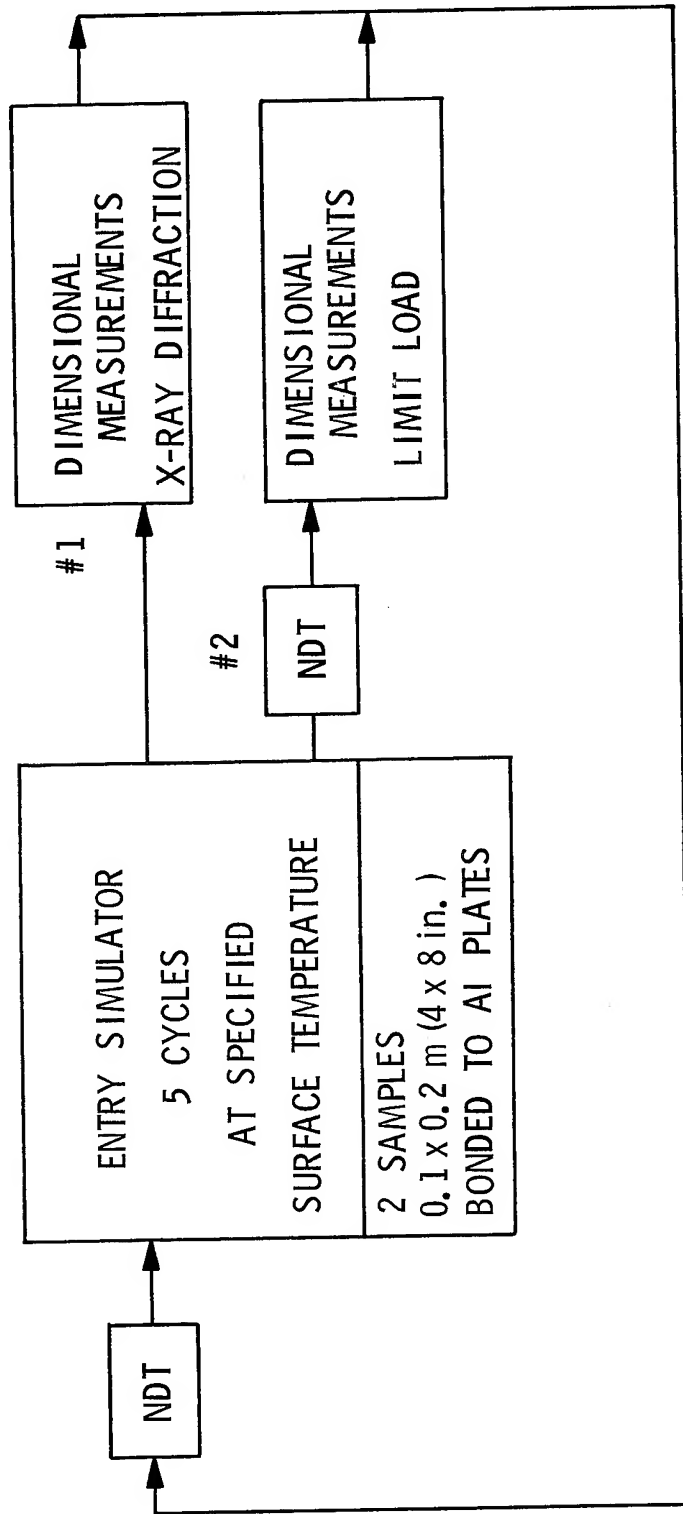 NDT
ENTRY SIMULATOR
5 CYCLES
AT SPECIFIED
SURFACE TEMPERATURE
2 SAMPLES
0.1 x 0.2 m (4 x 8 in.)
BONDED TO Al PLATES
#1
DIMENSIONAL
MEASUREMENTS
X-RAY DIFFRACTION
#2
NDT
DIMENSIONAL
MEASUREMENTS
LIMIT LOAD